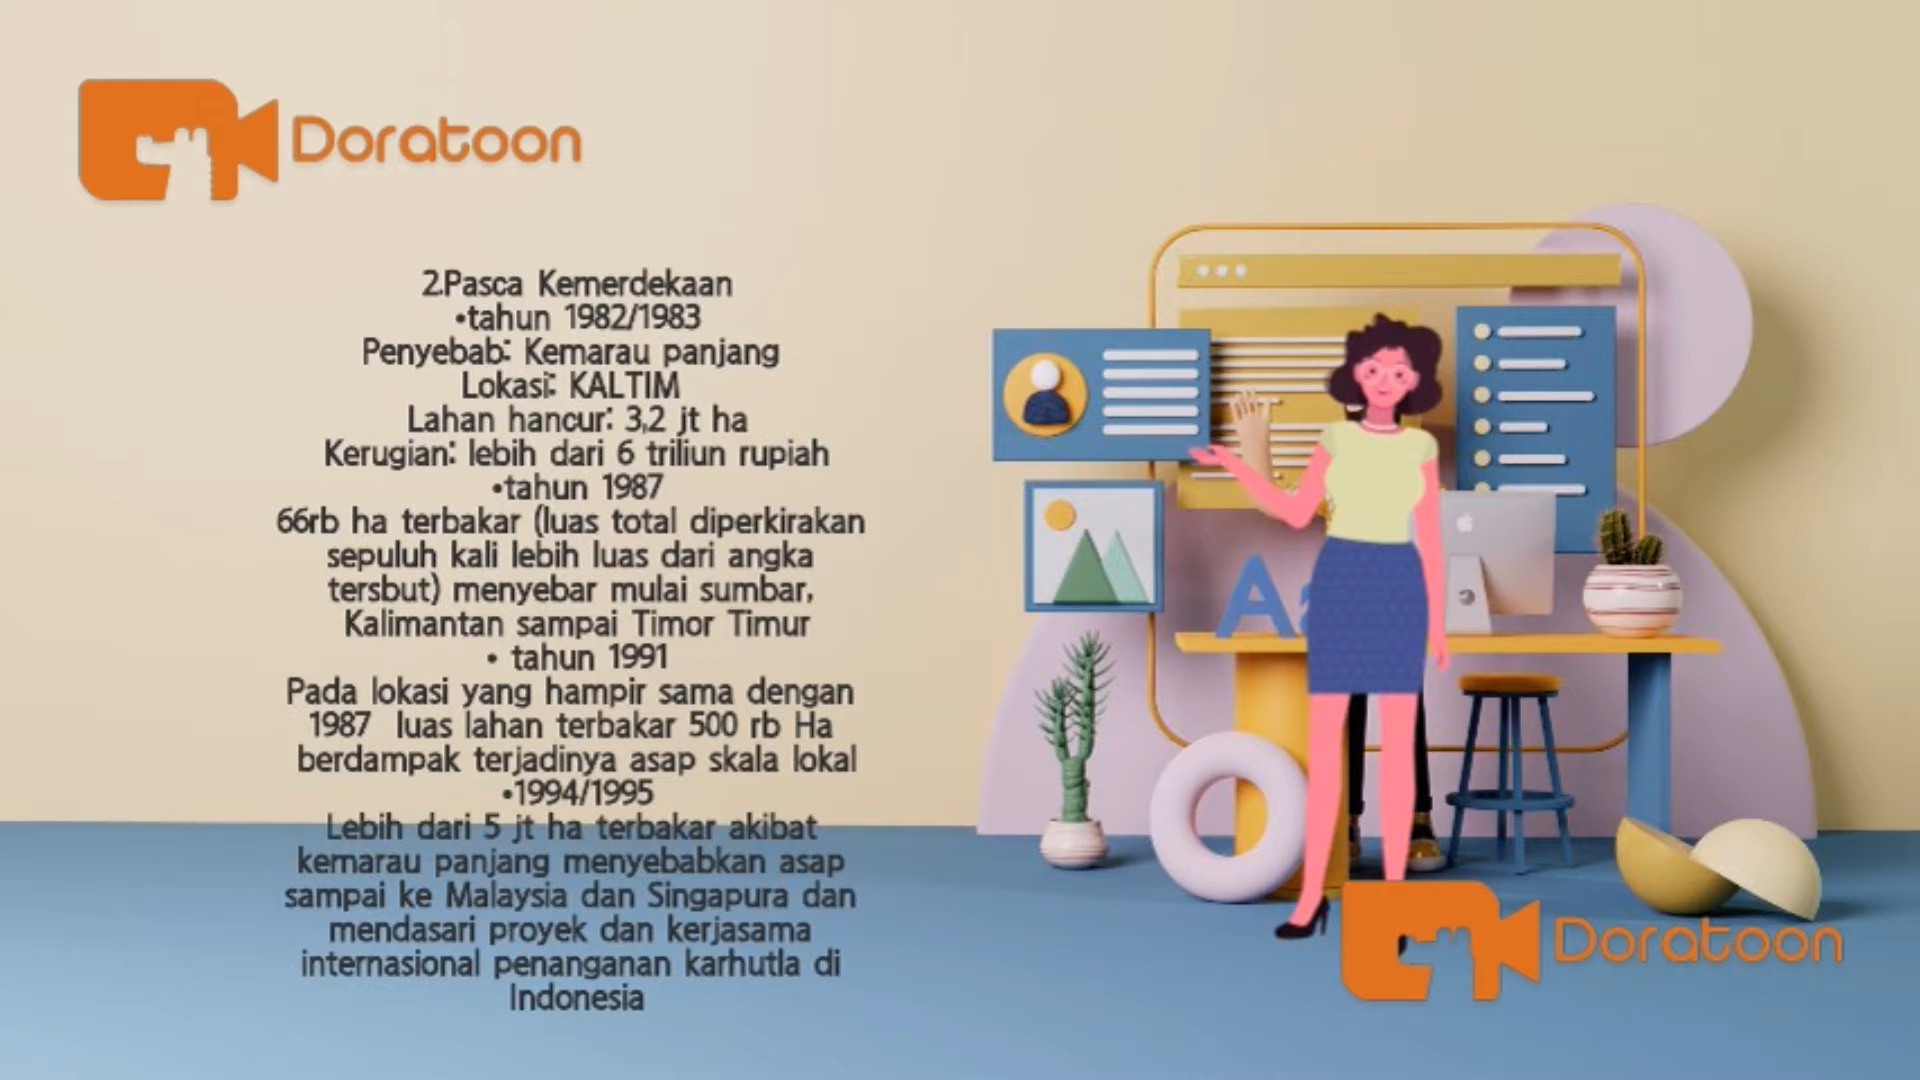 Doratoon
2.Pasca Kemerdekaan
•tahun 1982/1983
Penyebab: Kemarau panjang
Lokasi: KALTIM
Lahan hancur: 3,2 jt ha
Kerugian: lebih dari 6 triliun rupiah
•tahun 1987
66rb ha terbakar (luas total diperkirakan
sepuluh kali lebih luas dari angka
tersbut) menyebar mulai sumbar,
Kalimantan sampai Timor Timur
• tahun 1991
Pada lokasi yang hampir sama dengan
1987 luas lahan terbakar 500 rb Ha
berdampak terjadinya asap skala lokal
•1994/1995
Lebih dari 5 jt ha terbakar akibat
kemarau panjang menyebabkan asap
sampai ke Malaysia dan Singapura dan
mendasari proyek dan kerjasama
internasional penanganan karhutla di
Indonesia
Aa
Doratoon